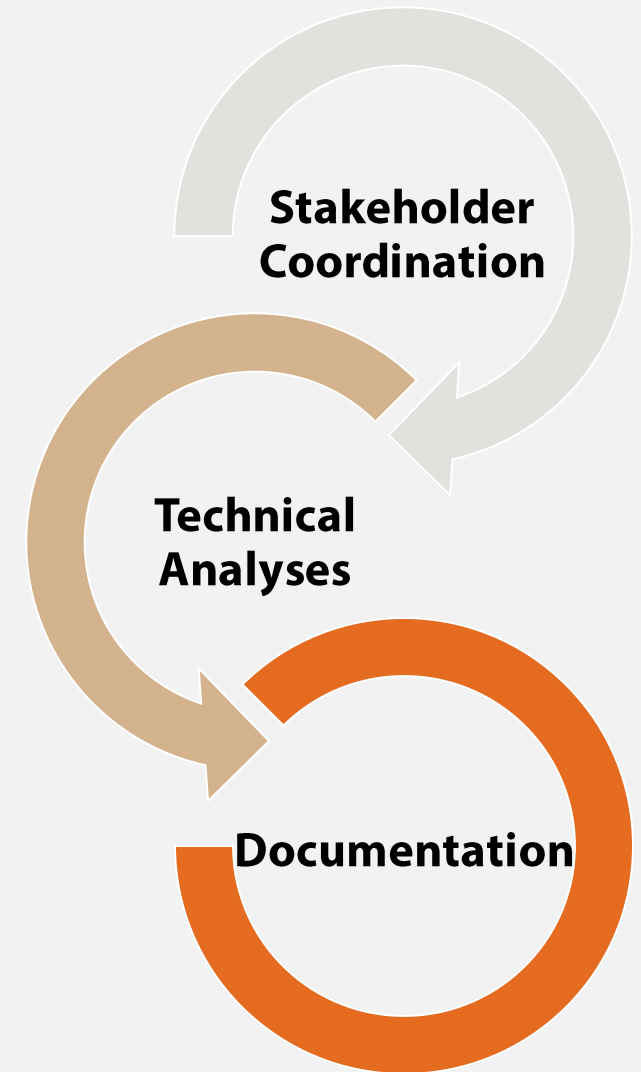 Stakeholder
Coordination
Technical
Analyses
Documentation